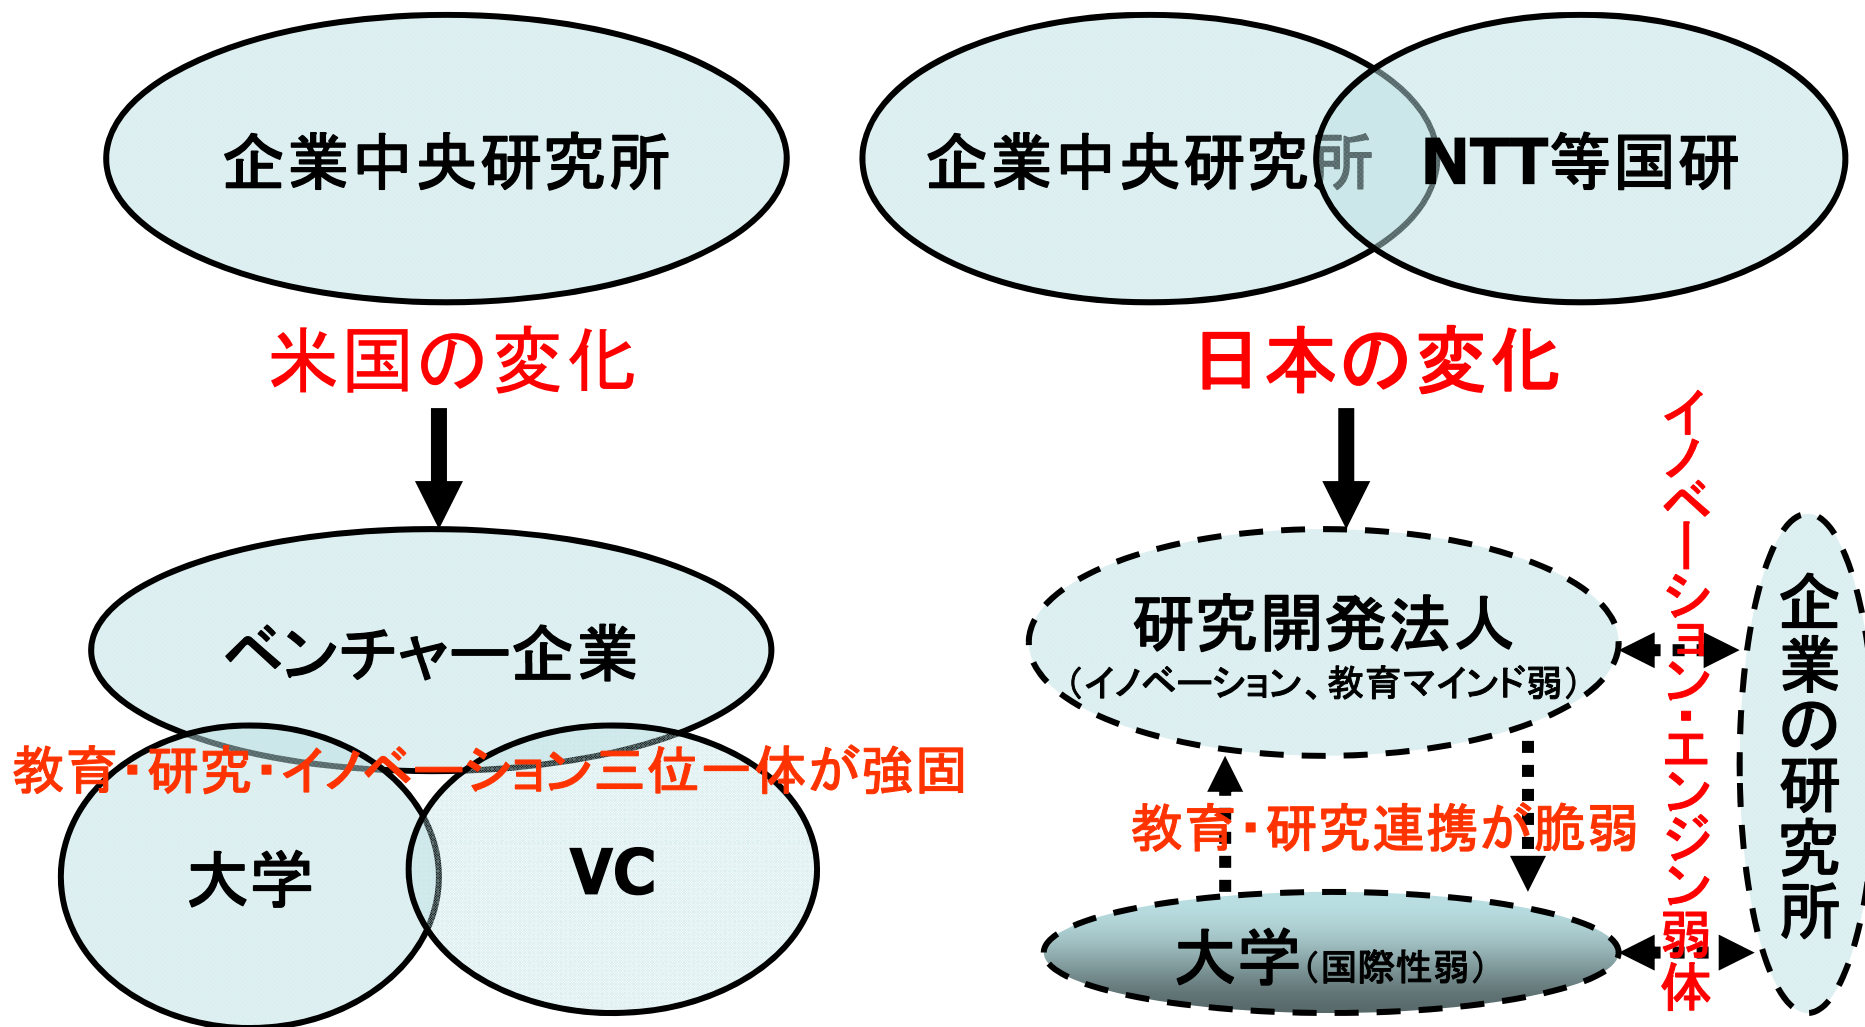 企業中央研究所
米国の変化
ベンチャー企業
教育・研究・イノベーション三位一体が強固
大学
VC
企業中央研究所
NTT等国研
日本の変化
研究開発法人
（イノベーション、教育マインド弱）
教育・研究連携が脆弱
大学（国際性弱）
イノベーション・エンジン弱体
企業の研究所